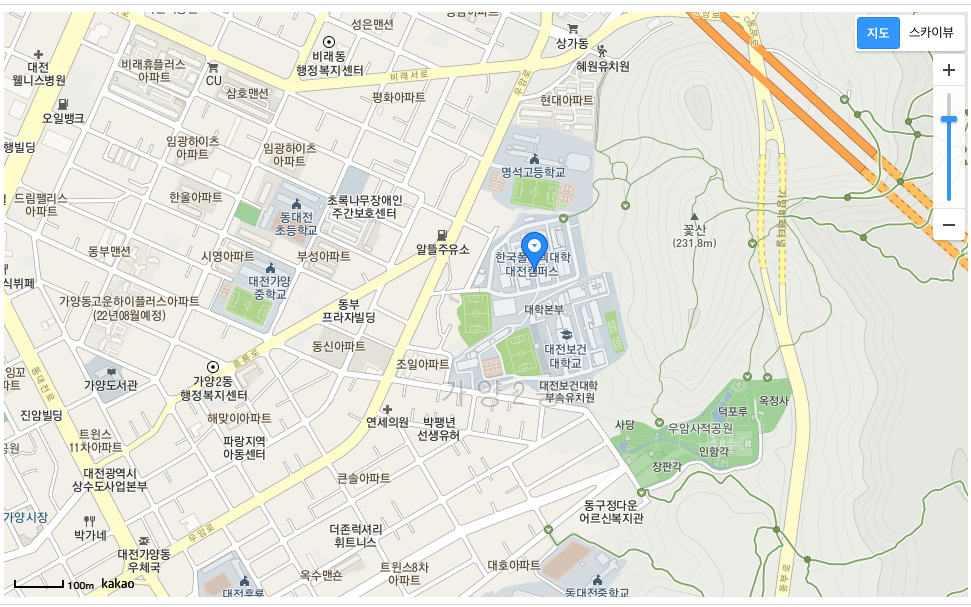 성은맨션
상가동
지도
스카이뷰
비래동
행정복지센터
혜원유치원
대전
웰니스병원
비래휴플러스
아파트
CU
삼호맨션
비래서로
평화아파트
우암로
현대아파트
동부로
오일뱅크
행빌딩
임광하이츠
아파트
임광하이츠
아파트
명석고등학교
드림팰리스
아파트
한울아파트
초록나무장애인
주간보호센터
동대전
초등학교
꽃산
(231.8m)
알뜰주유소
동부맨션
시영아파트
부성아파트
대전캠퍼스
식뷔페
대전가양
중학교
가양동고운하이플러스아파트
(22년08월예정)
동부
프라자빌딩
대학본부
동신아파트
대전보건
대학교
조일아파트
흥룡로
동대전로
가양도서관
가양2동
행정복지센터
가양2동
대전보건대학
부속유치원
진암빌딩
해맞이아파트
연세의원
박팽년
선생유허
옥정사
덕포루
사당
우암사적공원
인함각
장판각
트윈스
11차아파트
파랑지역
아동센터
대전광역시
상수도사업본부
큰솔아파트
동구정다운
어르신복지관
가양시장
박가네
우암로
더존럭셔리
휘트니스
대전가양동
우체국
옥수맨숀
트윈스8차
아파트
대호아파트
동부로
100m
kakao
대전흥룡
동대전중학교